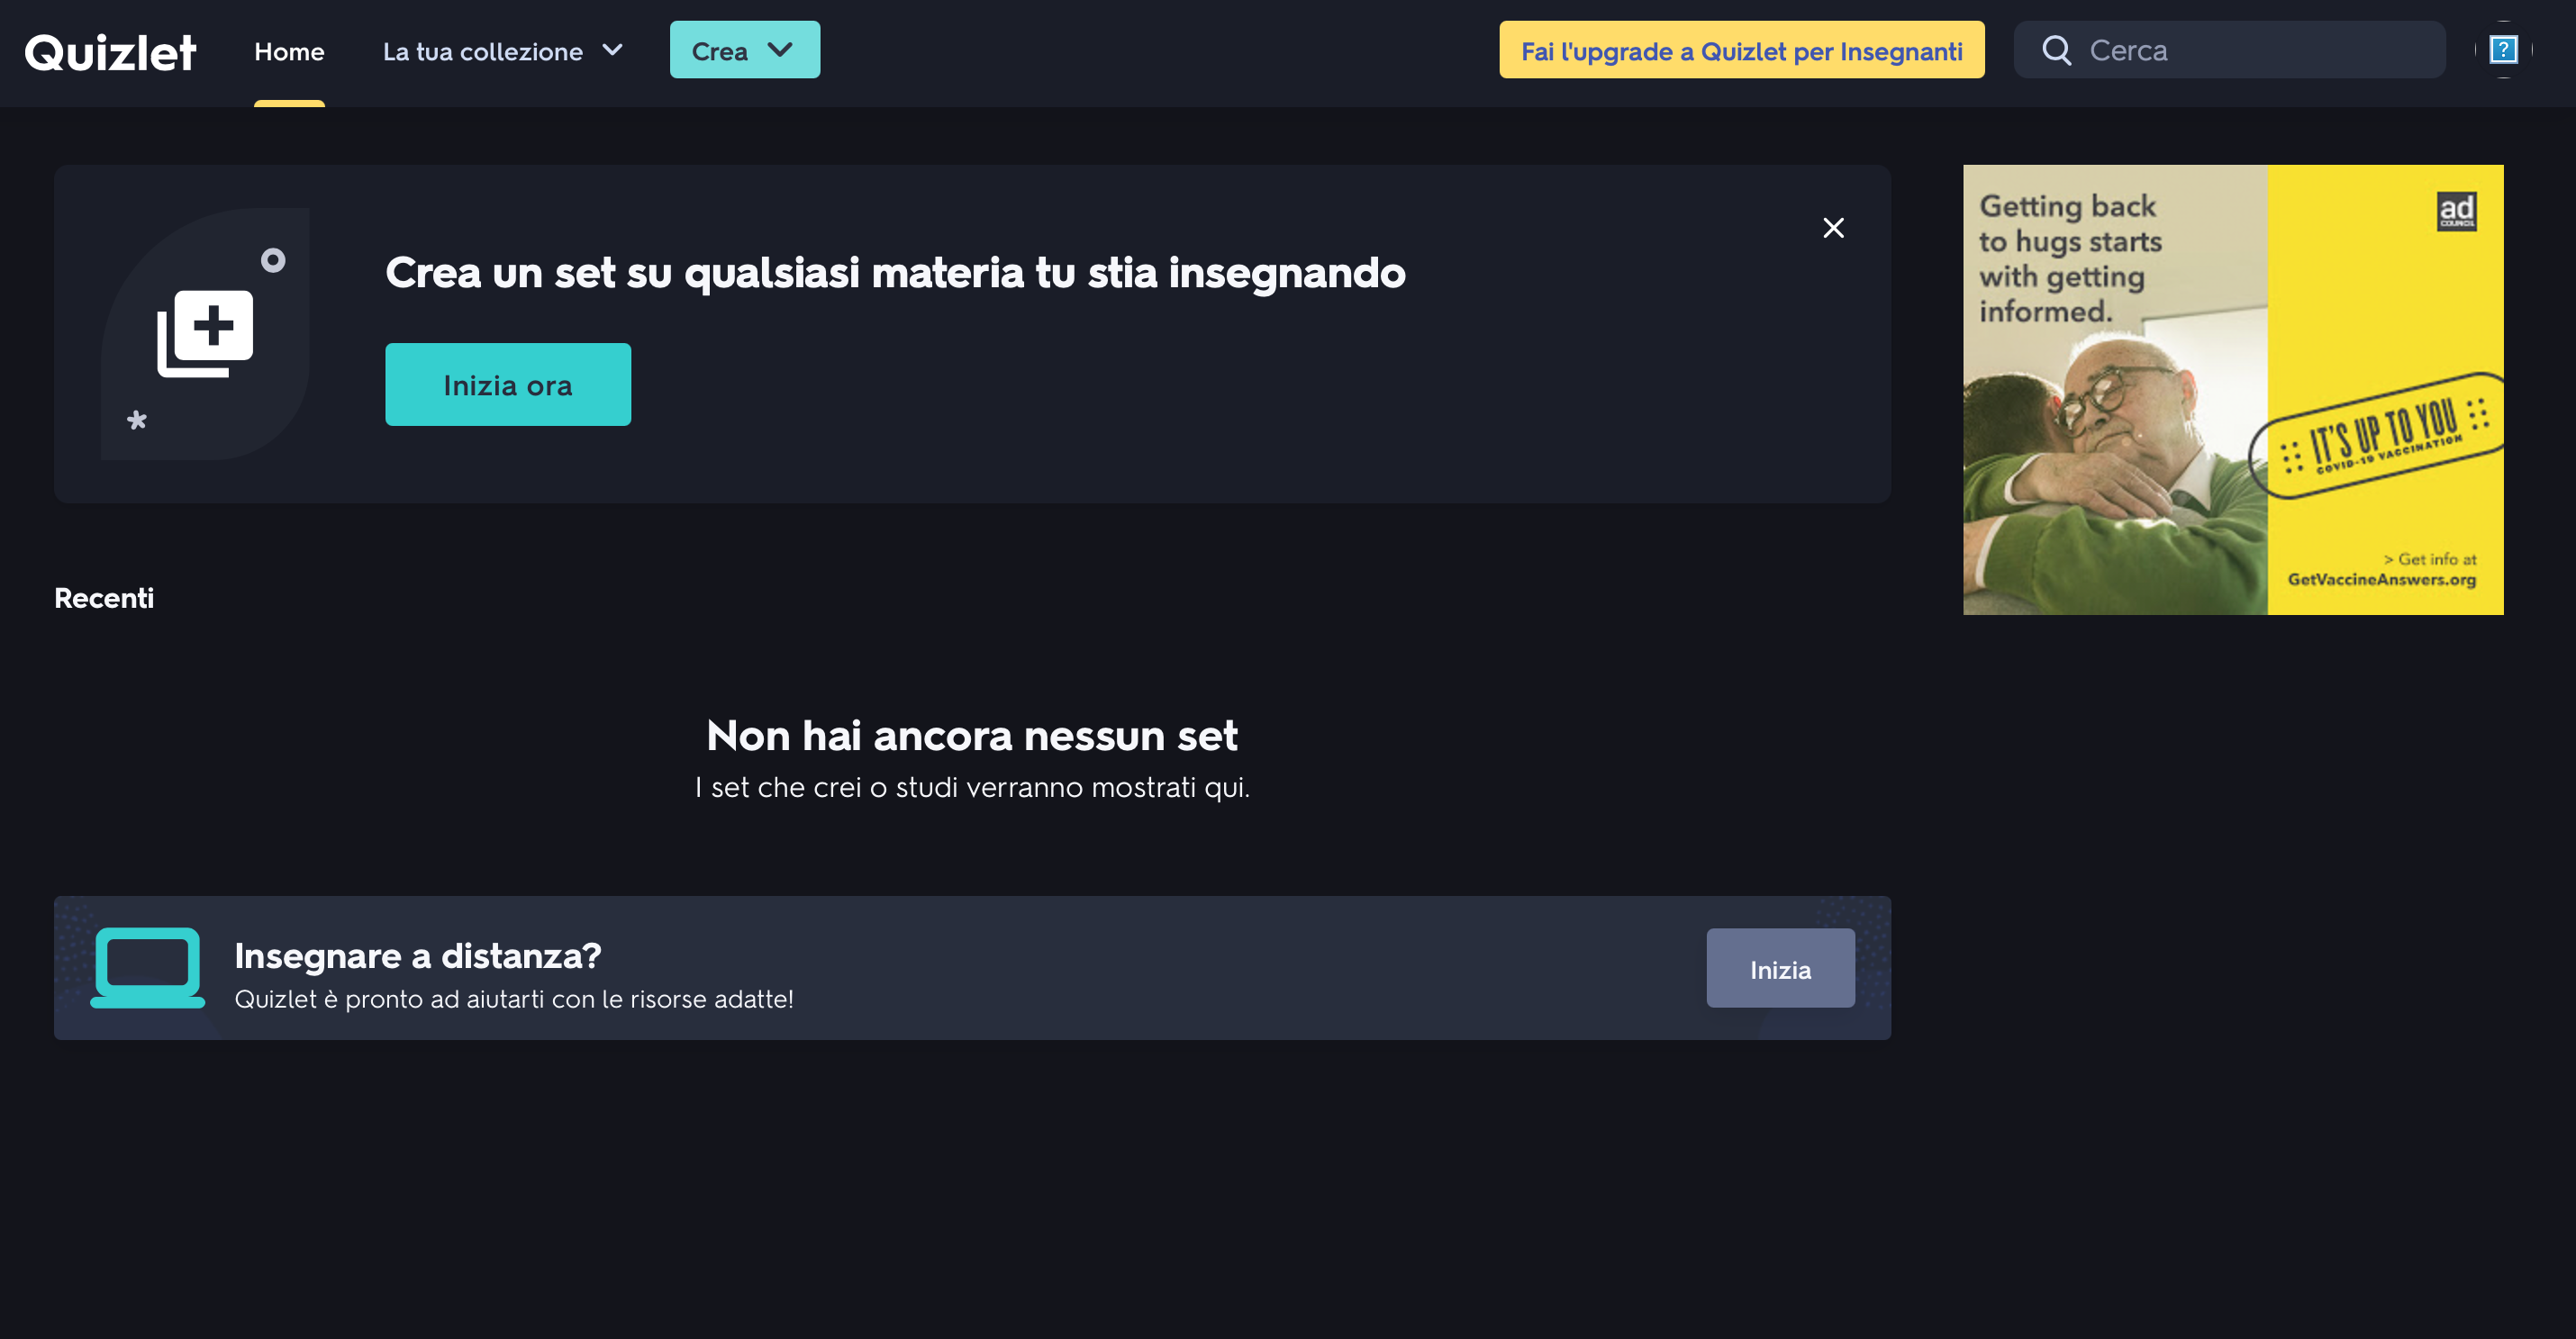 Quizlet
Home
La tua collezione
Crea
Fai l'upgrade a Quizlet per Insegnanti
Cerca
?
Crea un set su qualsiasi materia tu stia insegnando
Inizia ora
Getting back
to hugs starts
with getting
informed.
ad
COUNCIL
IT'S UP TO YOU
COVID-19 VACCINATION
> Get info at
GetVaccineAnswers.org
Recenti
Non hai ancora nessun set
I set che crei o studi verranno mostrati qui.
Insegnare a distanza?
Quizlet è pronto ad aiutarti con le risorse adatte!
Inizia